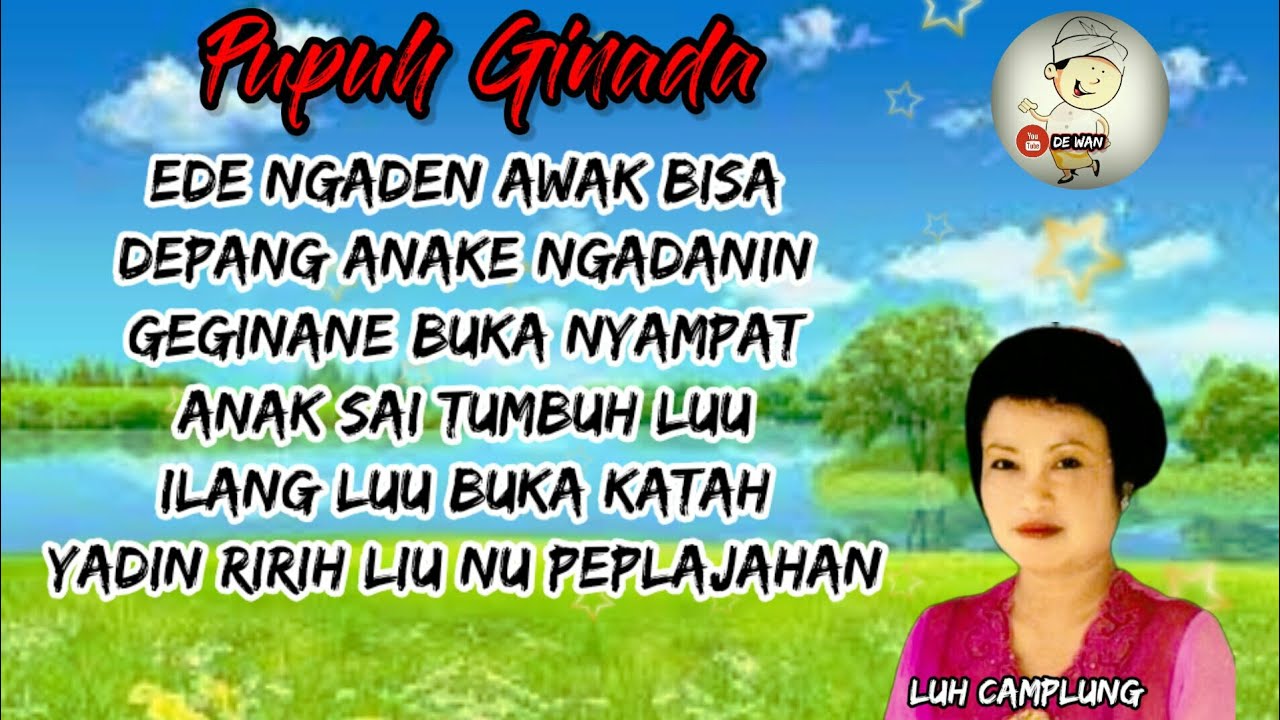 Pupuh Ginada
You
Tube
DE WAN
EDE NGADEN AWAK BISA
DEPANG ANAKE NGADANIN
GEGINANE BUKA NYAMPAT
ANAK SAI TUMBUH LUU
ILANG LUU BUKA KATAH
YADIN RIRIH LIU NU PEPLAJAHAN
LUH CAMPLUNG